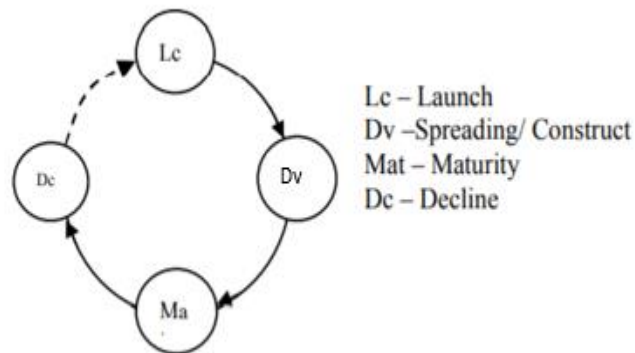 Lc
Dc
Dv
Ma
Lc – Launch
Dv –Spreading/ Construct
Mat – Maturity
Dc – Decline